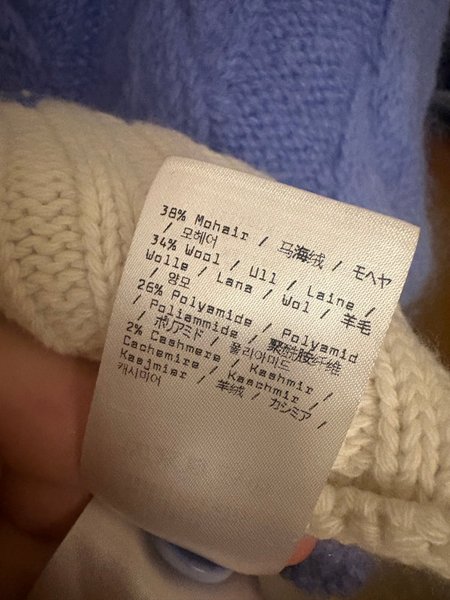 38% Mohair / 马海绒 / モヘヤ
/ 모헤어
34% Wool / Ull / Laine /
Wolle / Lana / Wol / 羊毛
/ 양모
26% Polyamide / Polyamid
/ Poliammide / 聚酰胺纤维
/ ポリアミド / 폴리아마드
2% Cashmere / Kashmir /
Cachemire / Kaschmir /
Kasjmier / 羊绒 / カシミア /
캐시미어